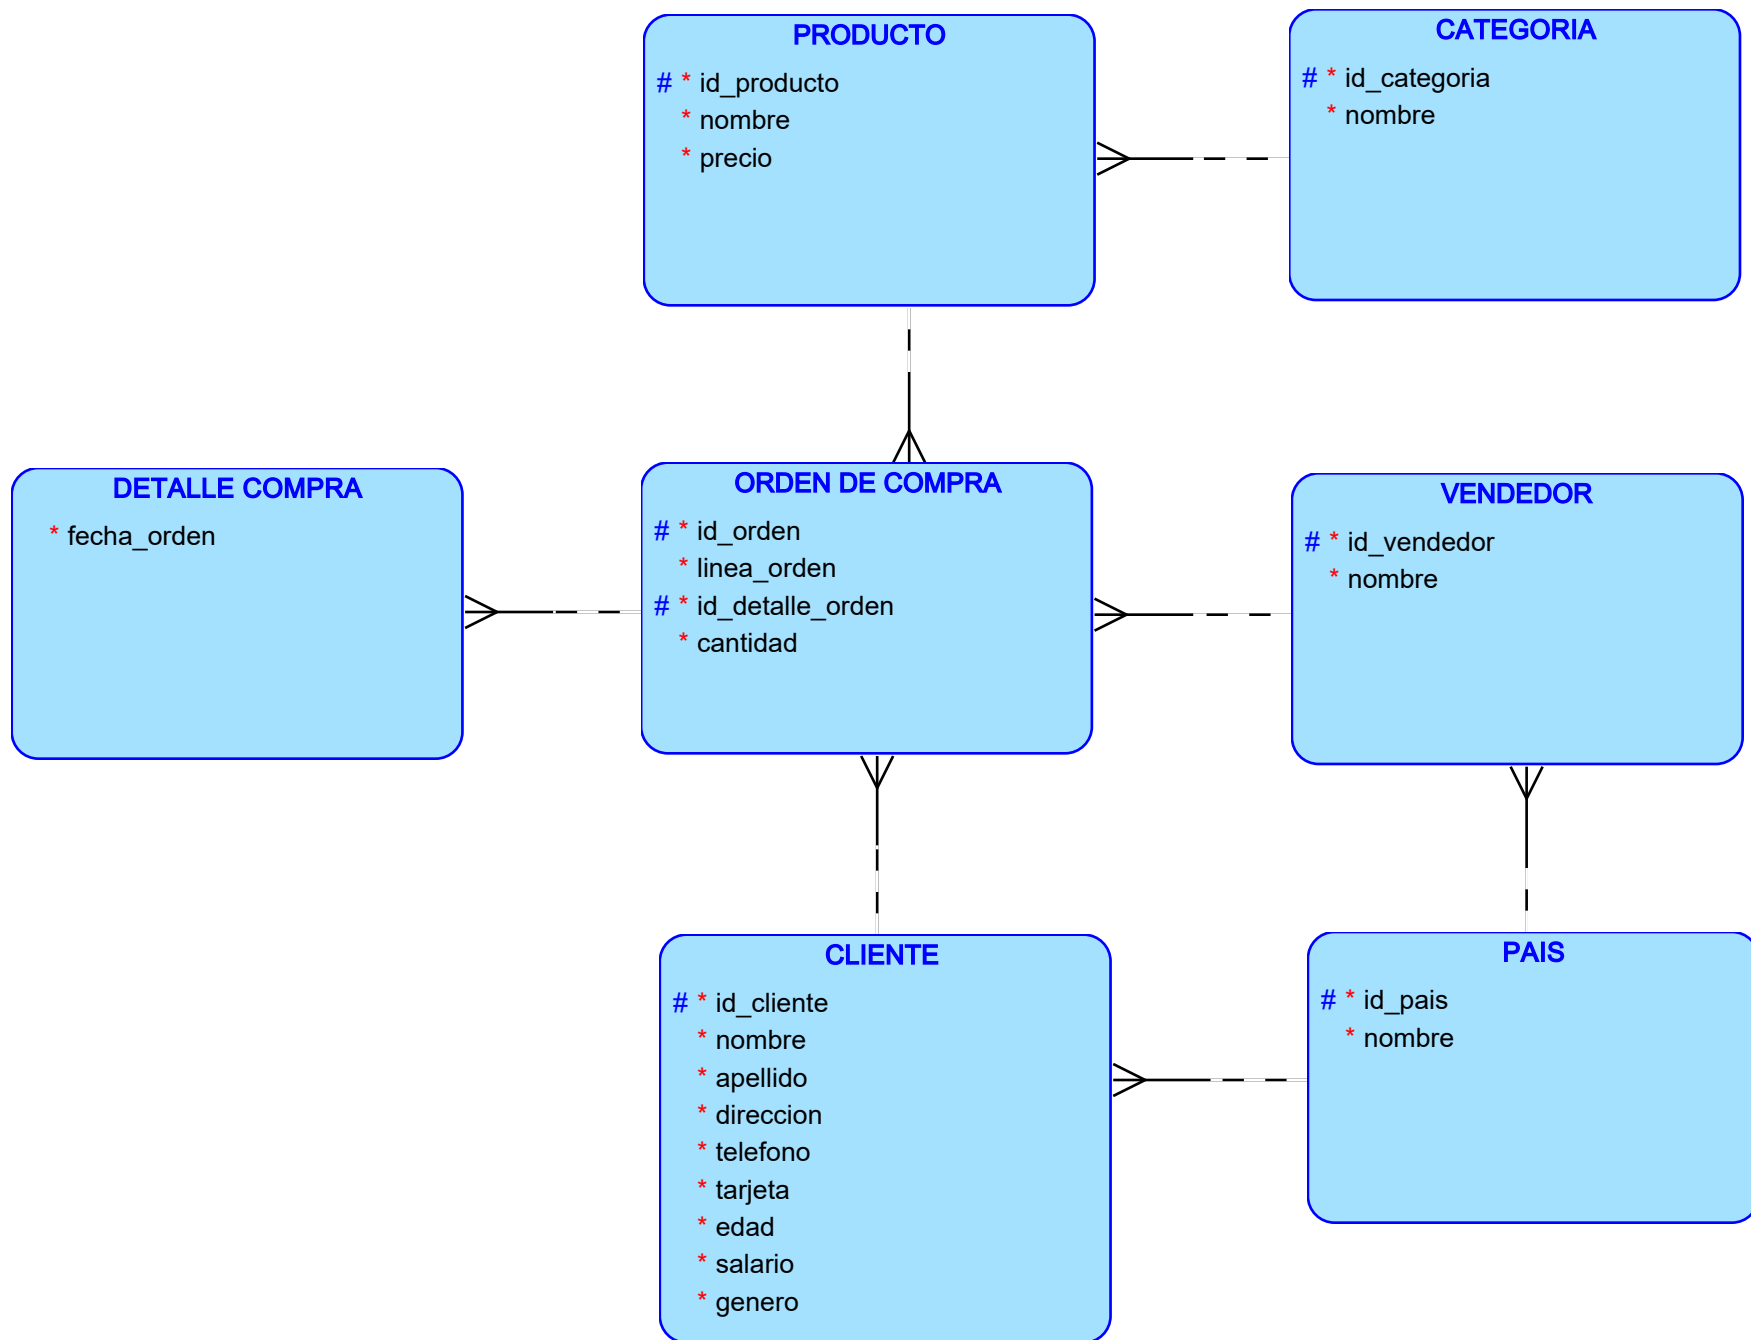 PRODUCTO
# * id_producto
* nombre
* precio
CATEGORIA
# * id_categoria
* nombre
DETALLE COMPRA
* fecha_orden
ORDEN DE COMPRA
# * id_orden
* linea_orden
# * id_detalle_orden
* cantidad
VENDEDOR
# * id_vendedor
* nombre
CLIENTE
# * id_cliente
* nombre
* apellido
* direccion
* telefono
* tarjeta
* edad
* salario
* genero
PAIS
# * id_pais
* nombre